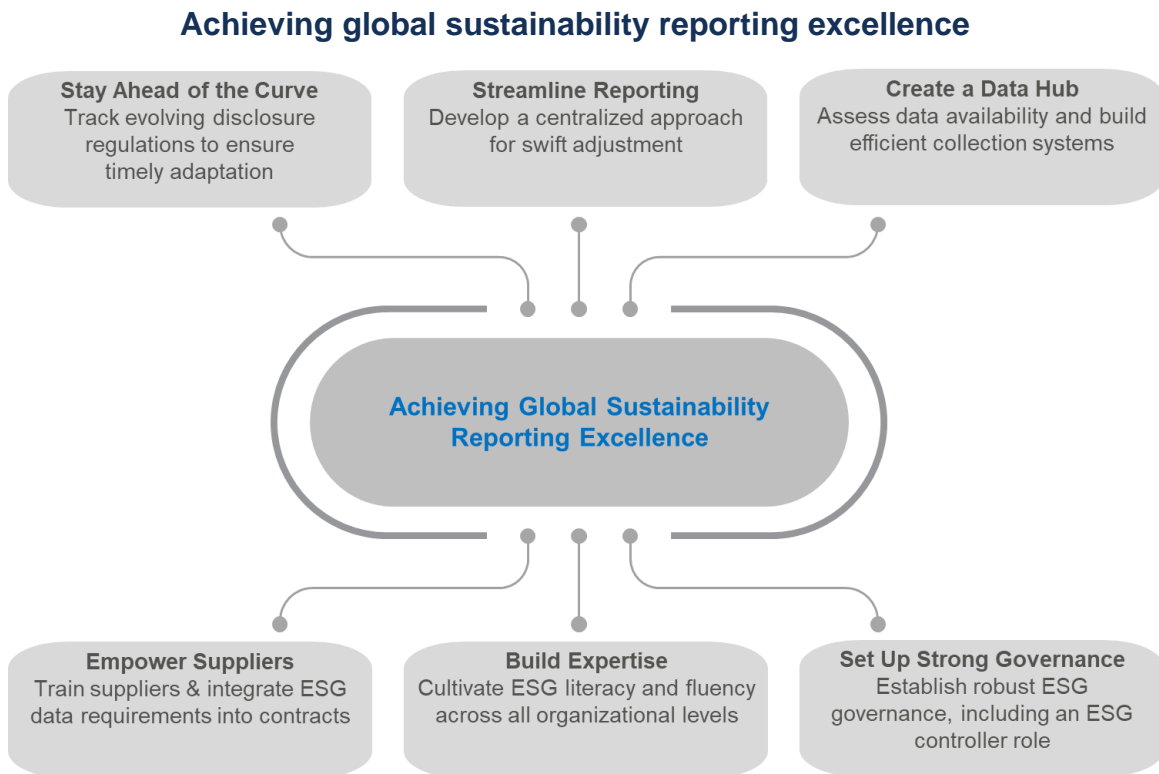 Achieving global sustainability reporting excellence
Stay Ahead of the Curve
Track evolving disclosure
regulations to ensure
timely adaptation
Streamline Reporting
Develop a centralized approach
for swift adjustment
Create a Data Hub
Assess data availability and build
efficient collection systems
Achieving Global Sustainability
Reporting Excellence
Empower Suppliers
Train suppliers & integrate ESG
data requirements into contracts
Build Expertise
Cultivate ESG literacy and fluency
across all organizational levels
Set Up Strong Governance
Establish robust ESG
governance, including an ESG
controller role